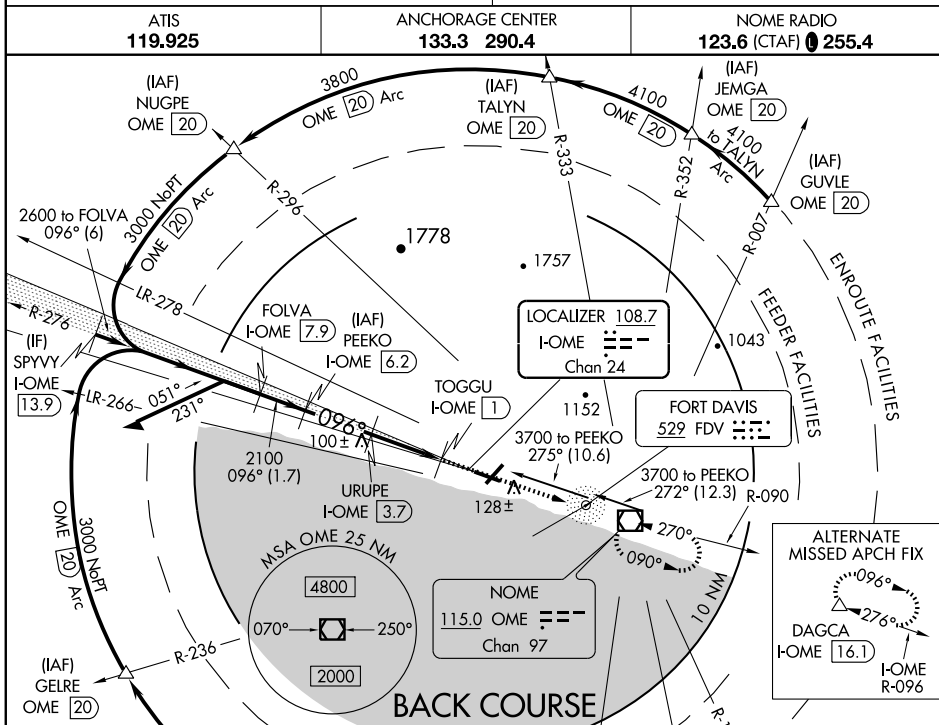 ATIS
119.925
ANCHORAGE CENTER
133.3 290.4
NOME RADIO
123.6 (CTAF) L 255.4
(IAF)
NUGPE
OME 20
3800
OME 20 Arc
(IAF)
TALYN
OME 20
4100
OME 20
(IAF)
JEMGA
OME 20
4100
to TALYN
Arc
(IAF)
GUVLE
OME 20
R-333
R-352
R-007
R-296
3000 NoPT
OME 20 Arc
2600 to FOLVA
096° (6)
1778
1757
1043
1152
LR-278
R-276
(IF)
SPYVY
I-OME
13.9
LR-266
051°
231°
FOLVA
I-OME 7.9
(IAF)
PEEKO
I-OME 6.2
LOCALIZER 108.7
I-OME
Chan 24
TOGGU
I-OME 1
FORT DAVIS
529 FDV
FEEDER FACILITIES
ENROUTE FACILITIES
096°
100±
2100
096° (1.7)
URUPE
I-OME 3.7
3700 to PEEKO
275° (10.6)
3700 to PEEKO
272° (12.3)
R-090
128±
270°
090°
10 NM
3000 NoPT
OME 20 Arc
MSA OME 25 NM
4800
070°
250°
2000
NOME
115.0 OME
Chan 97
ALTERNATE
MISSED APCH FIX
096°
276°
DAGCA
I-OME 16.1
I-OME
R-096
(IAF)
GELRE
OME 20
R-236
BACK COURSE